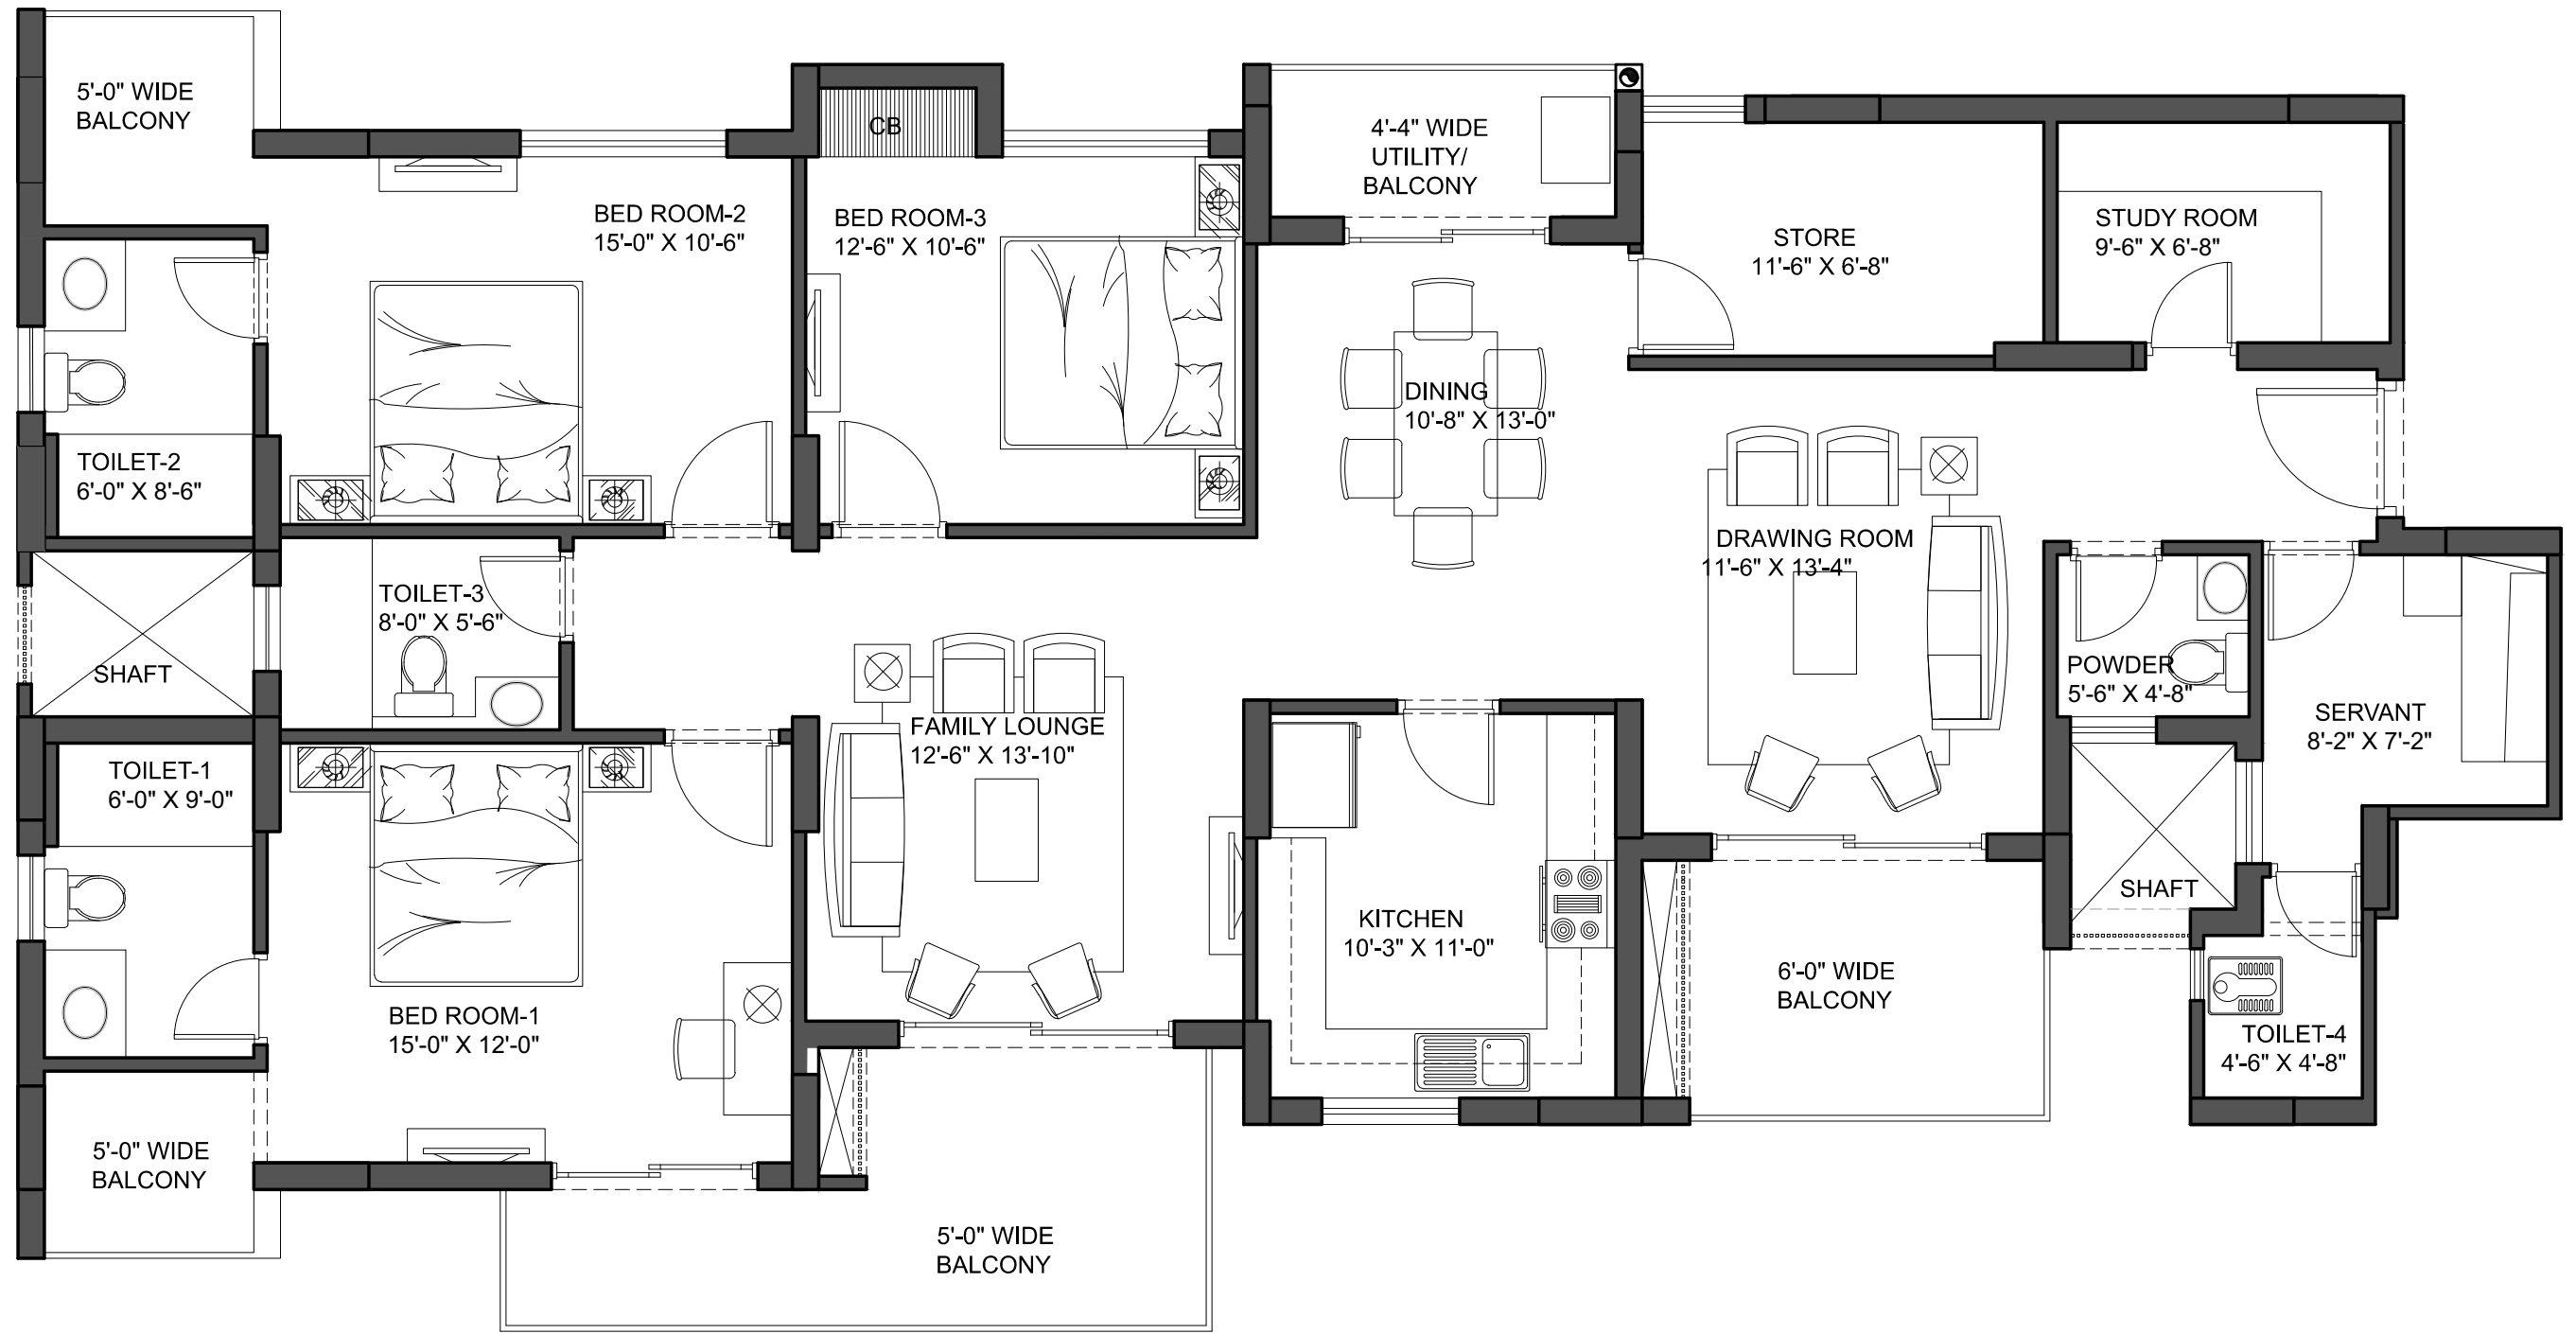 5'-0" WIDE
BALCONY
CB
4'-4" WIDE
UTILITY/
BALCONY
BED ROOM-2
15'-0" X 10'-6"
BED ROOM-3
12'-6" X 10'-6"
STORE
11'-6" X 6'-8"
STUDY ROOM
9'-6" X 6'-8"
DINING
10'-8" X 13'-0"
TOILET-2
6'-0" X 8'-6"
DRAWING ROOM
11'-6" X 13'-4"
TOILET-3
8'-0" X 5'-6"
SHAFT
POWDER
5'-6" X 4'-8"
SERVANT
8'-2" X 7'-2"
FAMILY LOUNGE
12'-6" X 13'-10"
TOILET-1
6'-0" X 9'-0"
SHAFT
KITCHEN
10'-3" X 11'-0"
6'-0" WIDE
BALCONY
BED ROOM-1
15'-0" X 12'-0"
TOILET-4
4'-6" X 4'-8"
5'-0" WIDE
BALCONY
5'-0" WIDE
BALCONY